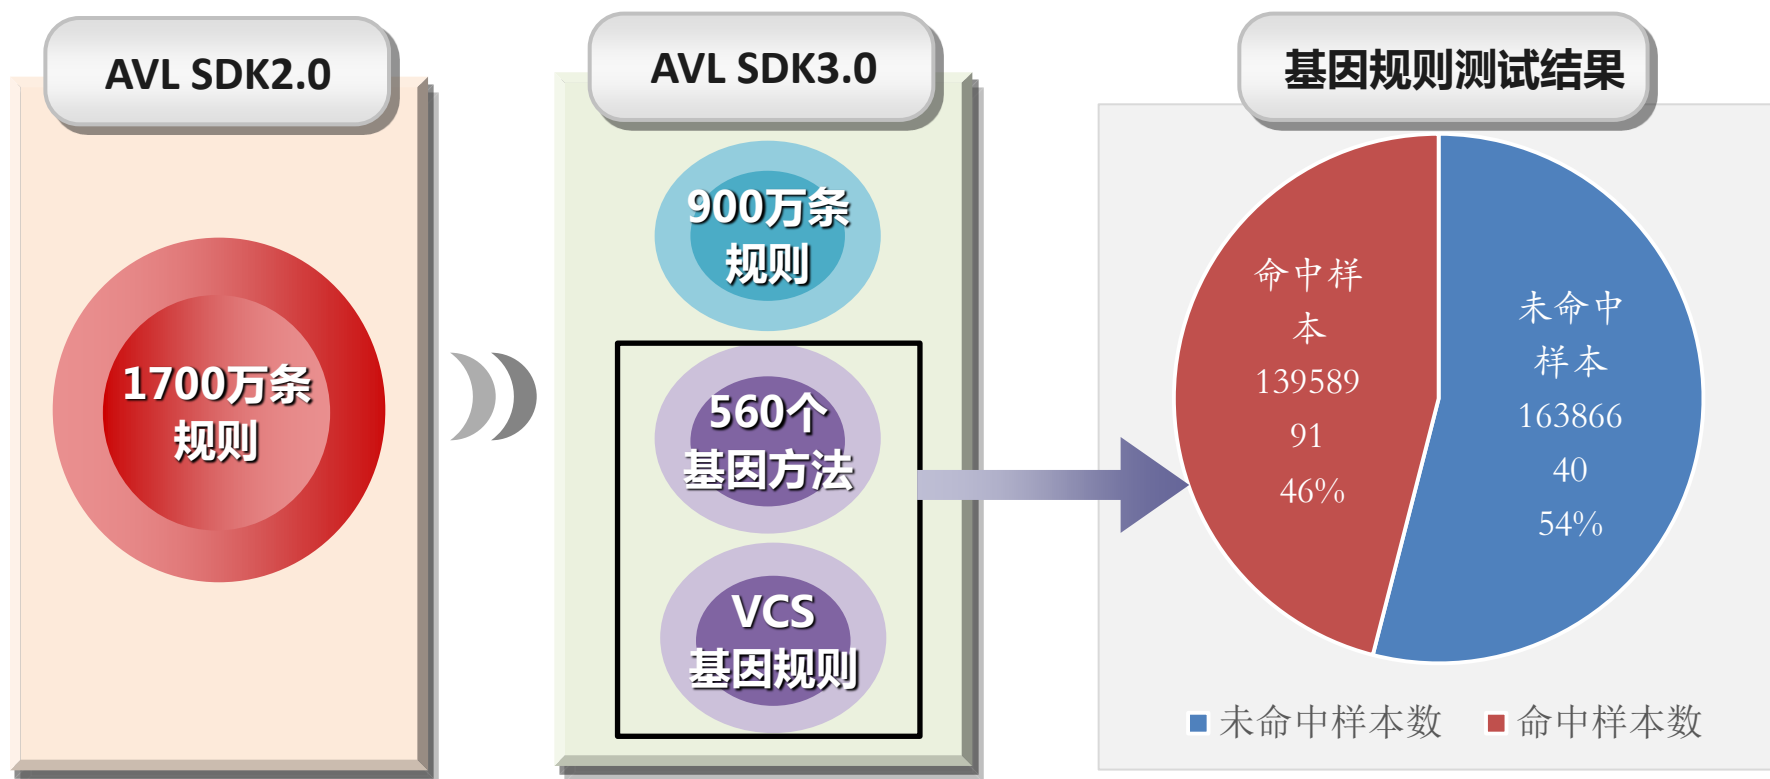 AVL SDK2.0
1700万条
规则
AVL SDK3.0
900万条
规则
560个
基因方法
VCS
基因规则
基因规则测试结果
命中样
本
139589
91
46%
未命中
样本
163866
40
54%
未命中样本数
命中样本数